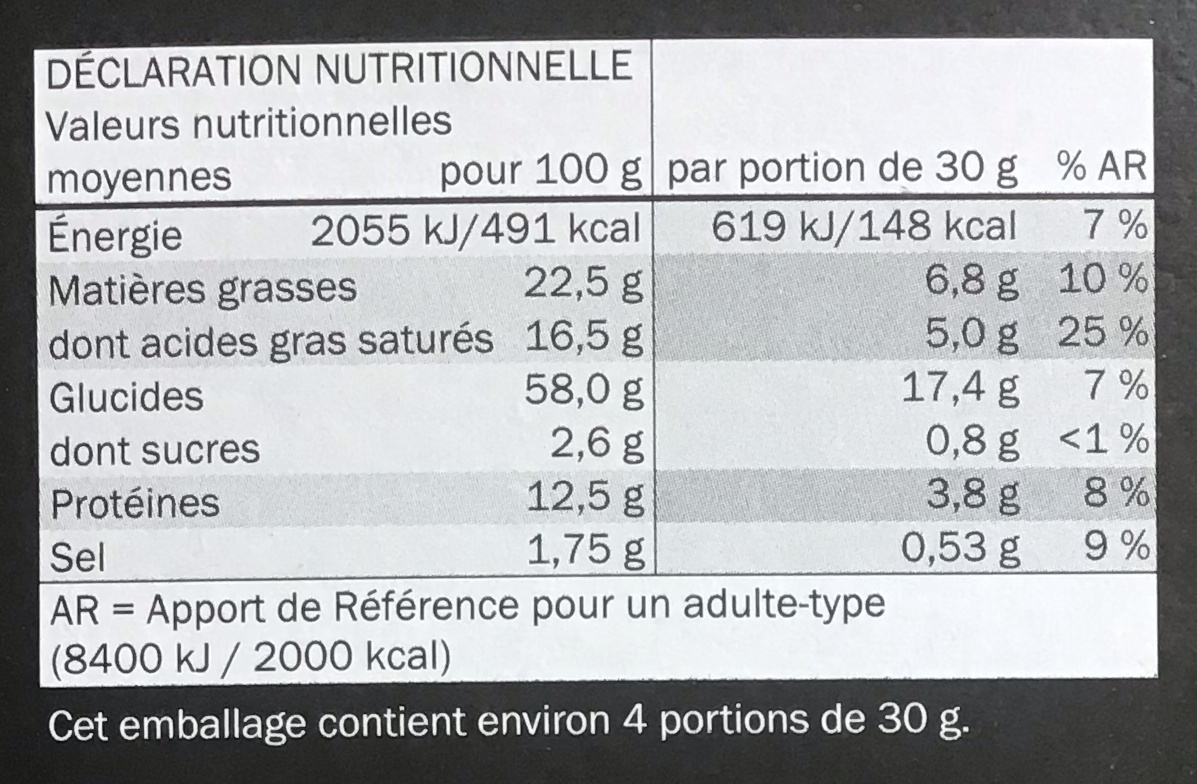 DÉCLARATION NUTRITIONNELLE
Valeurs nutritionnelles
moyennes pour 100 g par portion de 30 g % AR
Énergie 2055 kJ/491 kcal 619 kJ/148 kcal 7 %
Matières grasses 22,5 g 6,8 g 10 %
dont acides gras saturés 16,5 g 5,0 g 25 %
Glucides 58,0 g 17,4 g 7 %
dont sucres 2,6 g 0,8 g <1 %
Protéines 12,5 g 3,8 g 8 %
Sel 1,75 g 0,53 g 9 %
AR = Apport de Référence pour un adulte-type
(8400 kJ / 2000 kcal)
Cet emballage contient environ 4 portions de 30 g.